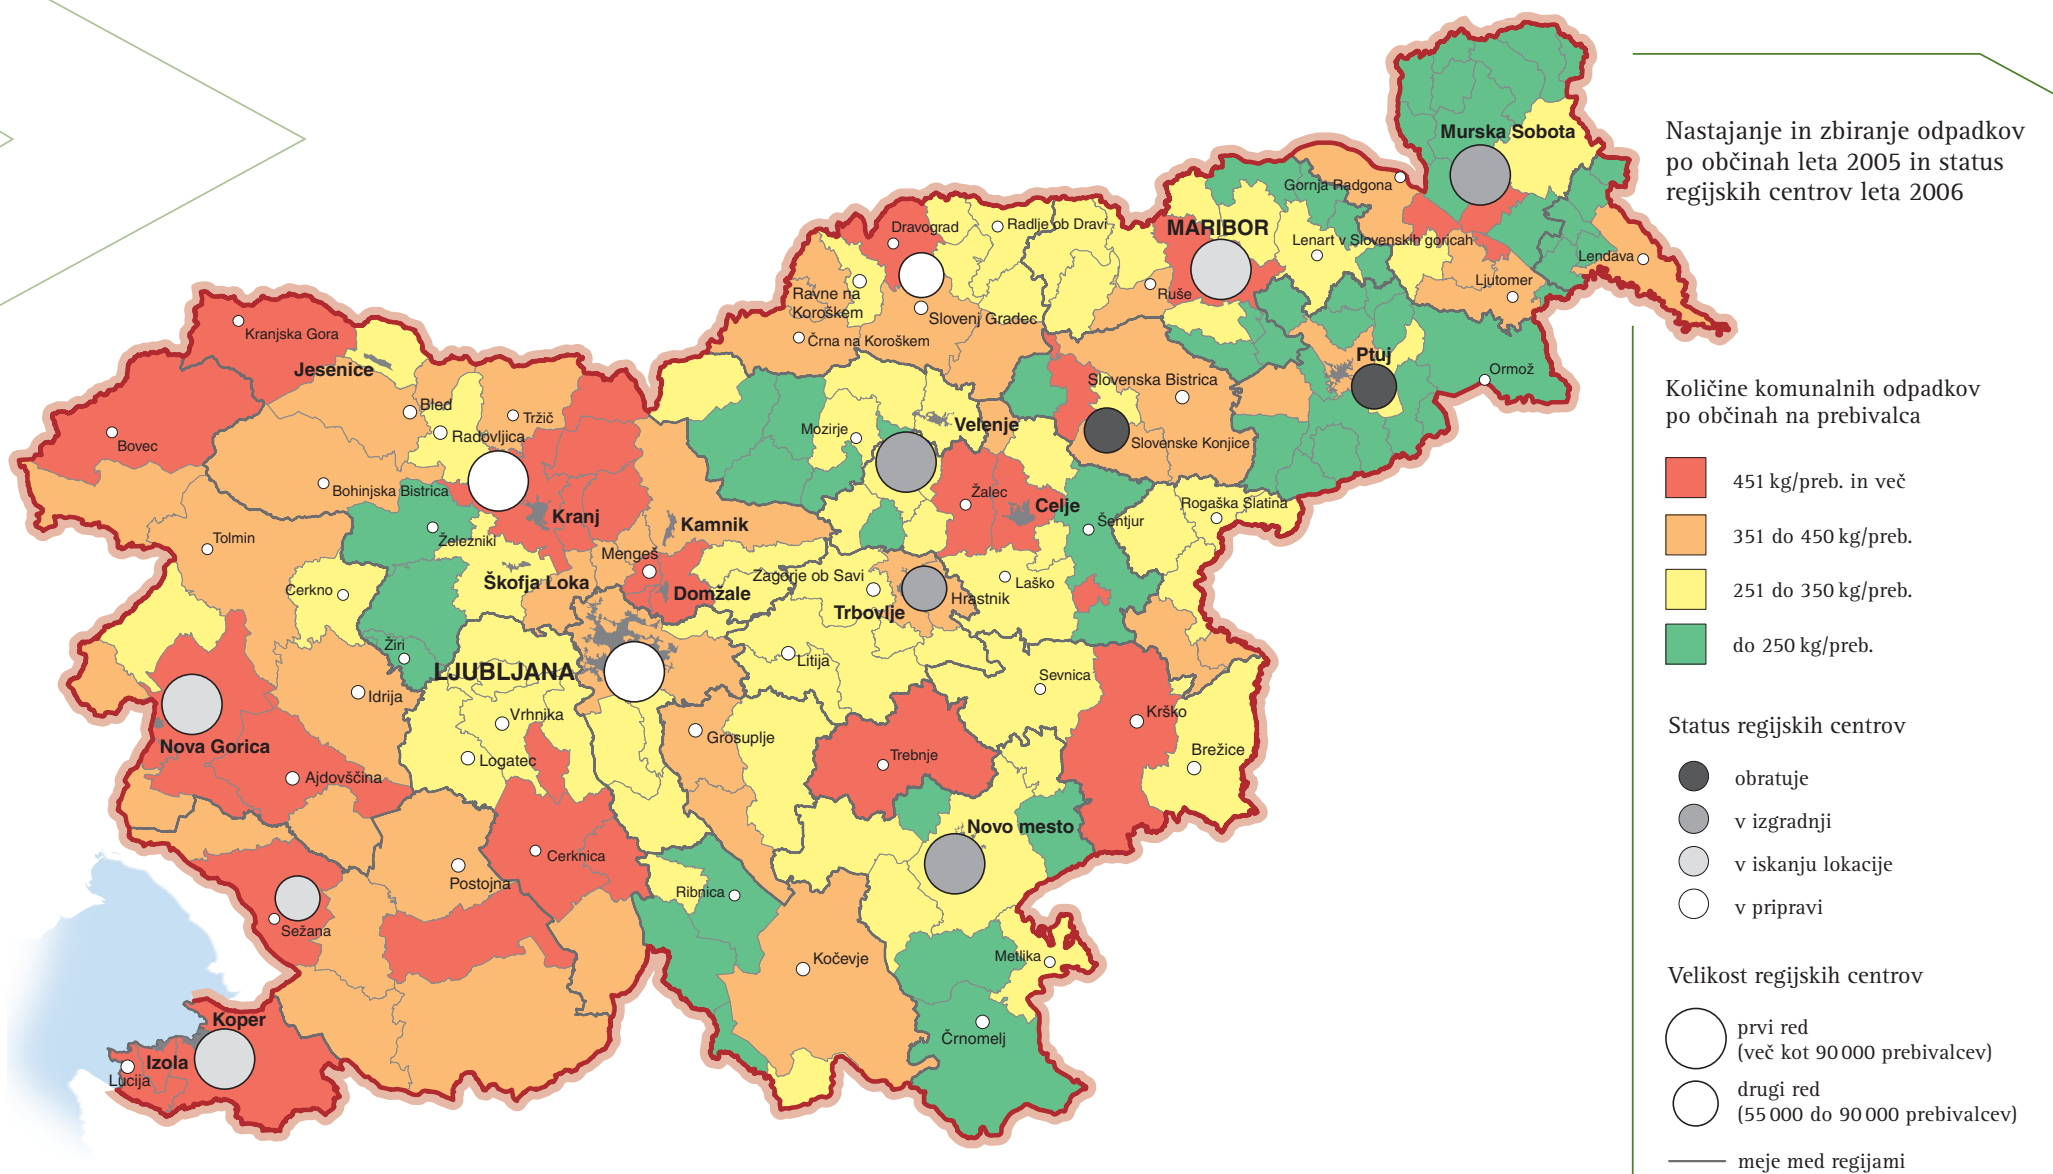 Nastajanje in zbiranje odpadkov
po občinah leta 2005 in status
regijskih centrov leta 2006
Količine komunalnih odpadkov
po občinah na prebivalca
451 kg/preb. in več
351 do 450 kg/preb.
251 do 350 kg/preb.
do 250 kg/preb.
Status regijskih centrov
obratuje
v izgradnji
v iskanju lokacije
v pripravi
Velikost regijskih centrov
prvi red
(več kot 90 000 prebivalcev)
drugi red
(55 000 do 90 000 prebivalcev)
meje med regijami
Murska Sobota
Gornja Radgona
MARIBOR
Dravograd
Radlje ob Dravi
Lenart v Slovenskih goricah
Lendava
Ljutomer
Ravne na
Koroškem
Ruše
Slovenj Gradec
Kranjska Gora
Črna na Koroškem
Jesenice
Ptuj
Ormož
Slovenska Bistrica
Bled
Tržič
Velenje
Mozirje
Radovljica
Bovec
Slovenske Konjice
Bohinjska Bistrica
Žalec
Celje
Rogaška Slatina
Kranj
Kamnik
Šentjur
Tolmin
Železniki
Mengeš
Škofja Loka
Zagorje ob Savi
Laško
Cerkno
Domžale
Hrastnik
Trbovlje
Žiri
LJUBLJANA
Litija
Sevnica
Idrija
Vrhnika
Krško
Grosuplje
Nova Gorica
Brežice
Logatec
Trebnje
Ajdovščina
Novo mesto
Cerknica
Postojna
Ribnica
Sežana
Kočevje
Metlika
Koper
Črnomelj
Izola
Lucija